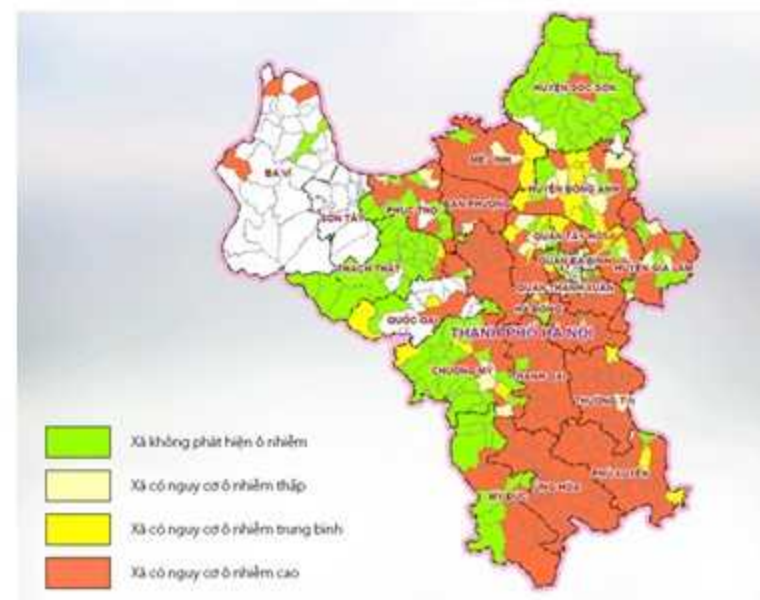 HUYỆN SÓC SƠN
MÊ LINH
BA VÌ
HUYỆN ĐÔNG ANH
SƠN TÂY
PHÚC THỌ
ĐAN PHƯỢNG
QUẬN TÂY HỒ
QUẬN BA ĐÌNH
HUYỆN GIA LÂM
THẠCH THẤT
QUẬN THANH XUÂN
HÀ ĐÔNG
QUỐC OAI
THÀNH PHỐ HÀ NỘI
CHƯƠNG MỸ
THANH OAI
THƯỜNG TÍN
PHÚ XUYÊN
MỸ ĐỨC
ỨNG HÒA
Xã không phát hiện ô nhiễm
Xã có nguy cơ ô nhiễm thấp
Xã có nguy cơ ô nhiễm trung bình
Xã có nguy cơ ô nhiễm cao